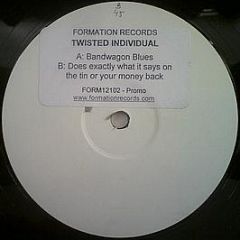 FORMATION RECORDS
TWISTED INDIVIDUAL
A: Bandwagon Blues
B: Does exactly what it says on
the tin or your money back
FORM12102 - Promo
www.formationrecords.com